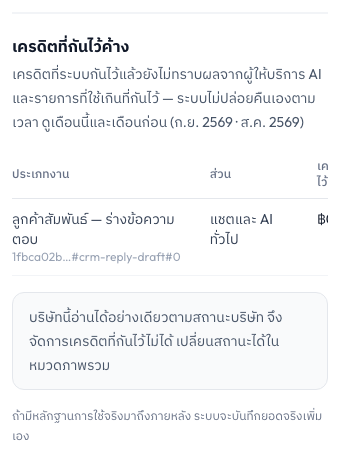 เครดิตที่กันไว้ค้าง
เครดิตที่ระบบกันไว้แล้วยังไม่ทราบผลจากผู้ให้บริการ AI
และรายการที่ใช้เกินที่กันไว้ — ระบบไม่ปล่อยคืนเองตาม
เวลา ดูเดือนนี้และเดือนก่อน (ก.ย. 2569 · ส.ค. 2569)
ประเภทงาน ส่วน
ไว้
ลูกค้าสัมพันธ์ — ร่างข้อความ แชตและ AI
ตอบ ทั่วไป
1fbca02b…#crm-reply-draft#0
บริษัทนี้อ่านได้อย่างเดียวตามสถานะบริษัท จึง
จัดการเครดิตที่กันไว้ไม่ได้ เปลี่ยนสถานะได้ใน
หมวดภาพรวม
ถ้ามีหลักฐานการใช้จริงมาถึงภายหลัง ระบบจะบันทึกยอดจริงเพิ่ม
เอง